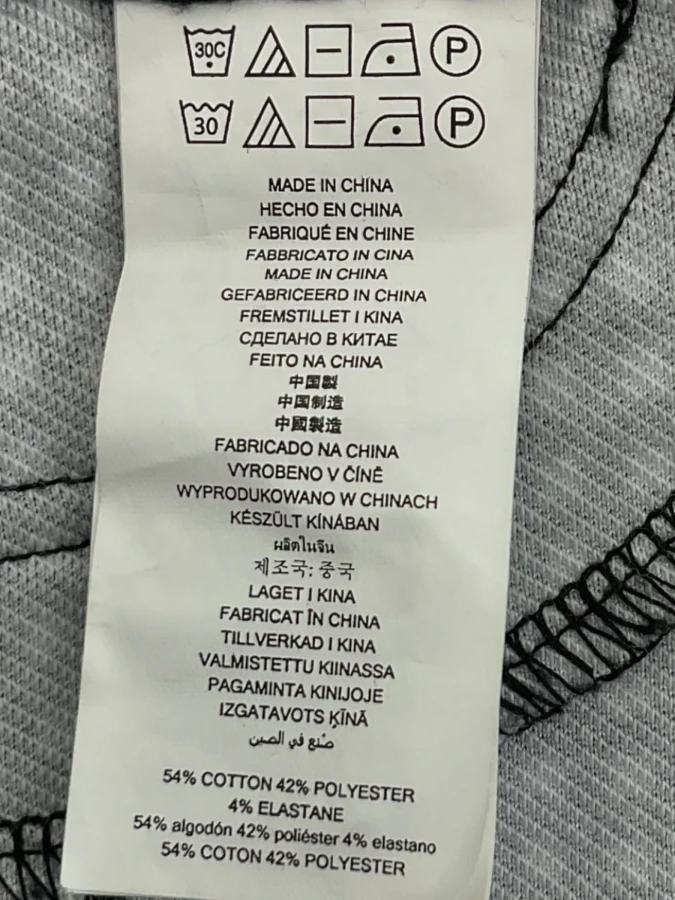 30C P
30 P
MADE IN CHINA
HECHO EN CHINA
FABRIQUÉ EN CHINE
FABBRICATO IN CINA
MADE IN CHINA
GEFABRICEERD IN CHINA
FREMSTILLET I KINA
СДЕЛАНО В КИТАЕ
FEITO NA CHINA
中国製
中国制造
中國製造
FABRICADO NA CHINA
VYROBENO V ČÍNĚ
WYPRODUKOWANO W CHINACH
KÉSZÜLT KÍNÁBAN
ผลิตในจีน
제조국: 중국
LAGET I KINA
FABRICAT ÎN CHINA
TILLVERKAD I KINA
VALMISTETTU KIINASSA
PAGAMINTA KINIJOJE
IZGATAVOTS ĶĪNĀ
صُنع في الصين
54% COTTON 42% POLYESTER
4% ELASTANE
54% algodón 42% poliéster 4% elastano
54% COTON 42% POLYESTER